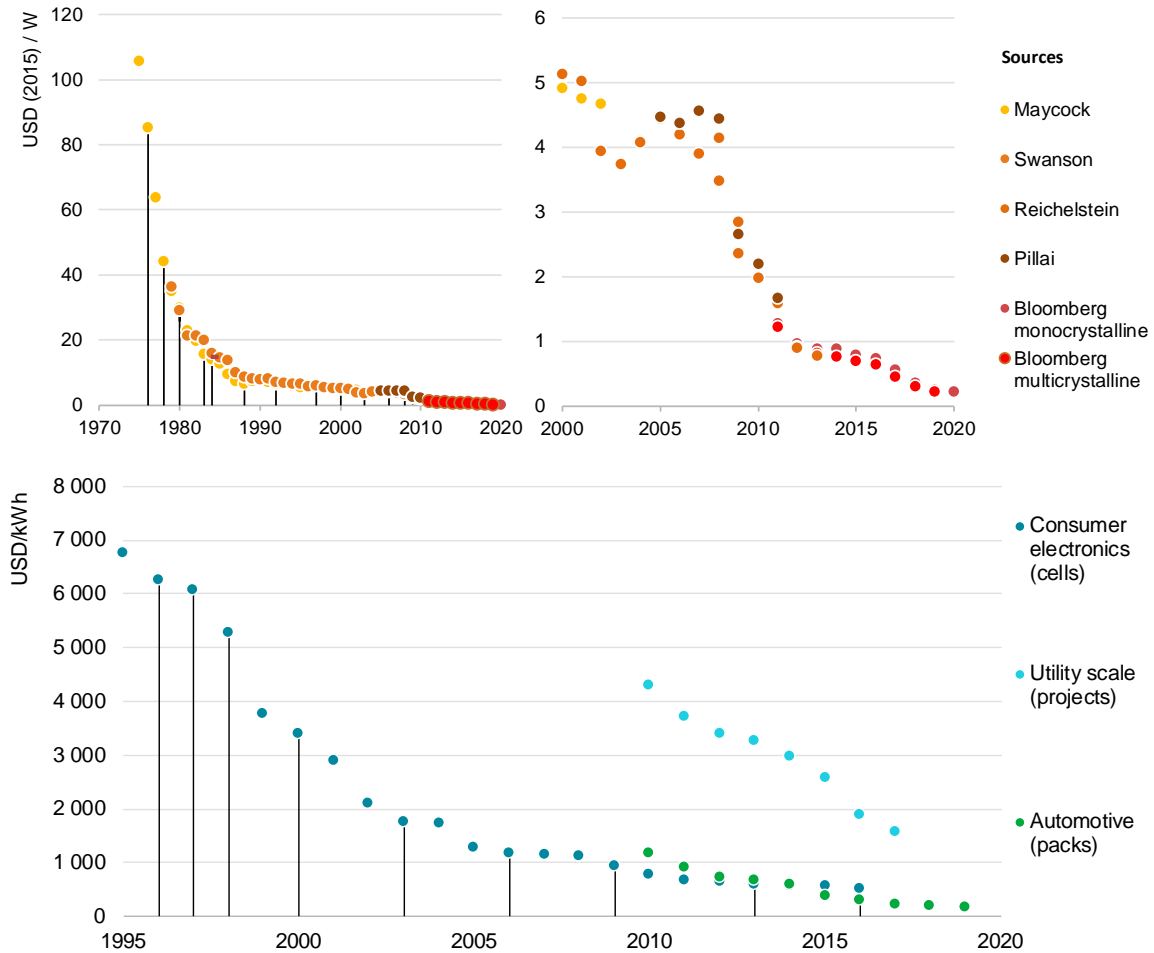 USD (2015) / W
120
100
80
60
40
20
0
1970
1980
1990
2000
2010
2020
6
5
4
3
2
1
0
2000
2005
2010
2015
2020
Sources
Maycock
Swanson
Reichelstein
Pillai
Bloomberg
monocrystalline
Bloomberg
multicrystalline
USD/kWh
8 000
7 000
6 000
5 000
4 000
3 000
2 000
1 000
0
1995
2000
2005
2010
2015
2020
Consumer
electronics
(cells)
Utility scale
(projects)
Automotive
(packs)